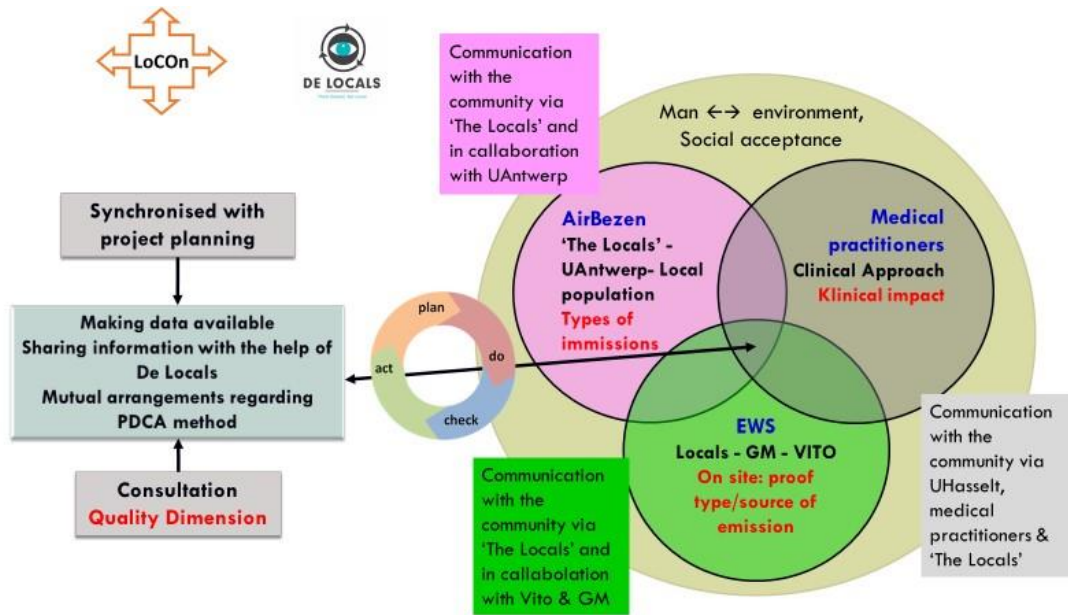 LoCOn
DE LOCALS
Communication
with the
community via
‘The Locals’ and
in callaboration
with UAntwerp
Man ←→ environment,
Social acceptance
Synchronised with
project planning
AirBezen
‘The Locals’ -
UAntwerp- Local
population
Types of
immissions
Medical
practitioners
Clinical Approach
Klinical impact
Making data available
Sharing information with the help of
De Locals
Mutual arrangements regarding
PDCA method
plan
do
act
check
EWS
Locals - GM - VITO
On site: proof
type/source of
emission
Communication
with the
community via
UHasselt,
medical
practitioners &
‘The Locals’
Consultation
Quality Dimension
Communication
with the
community via
‘The Locals’ and
in callabolation
with Vito & GM